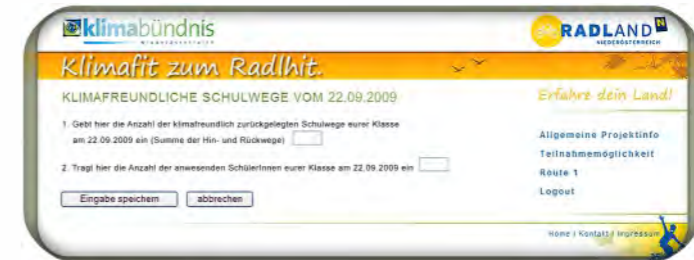 klimabündnis
niederösterreich
RADLAND
NIEDERÖSTERREICH
Klimafit zum Radlhit.
KLIMAFREUNDLICHE SCHULWEGE VOM 22.09.2009
Erfahre dein Land!
1. Gebt hier die Anzahl der klimafreundlich zurückgelegten Schulwege eurer Klasse
am 22.09.2009 ein (Summe der Hin- und Rückwege)
2. Tragt hier die Anzahl der anwesenden SchülerInnen eurer Klasse am 22.09.2009 ein
Eingabe speichern abbrechen
Allgemeine Projektinfo
Teilnahmemöglichkeit
Route 1
Logout
Home | Kontakt | Impressum